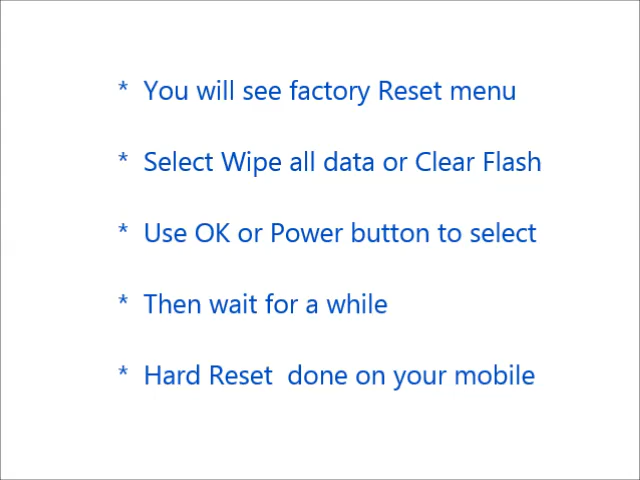 * You will see factory Reset menu
* Select Wipe all data or Clear Flash
* Use OK or Power button to select
* Then wait for a while
* Hard Reset  done on your mobile